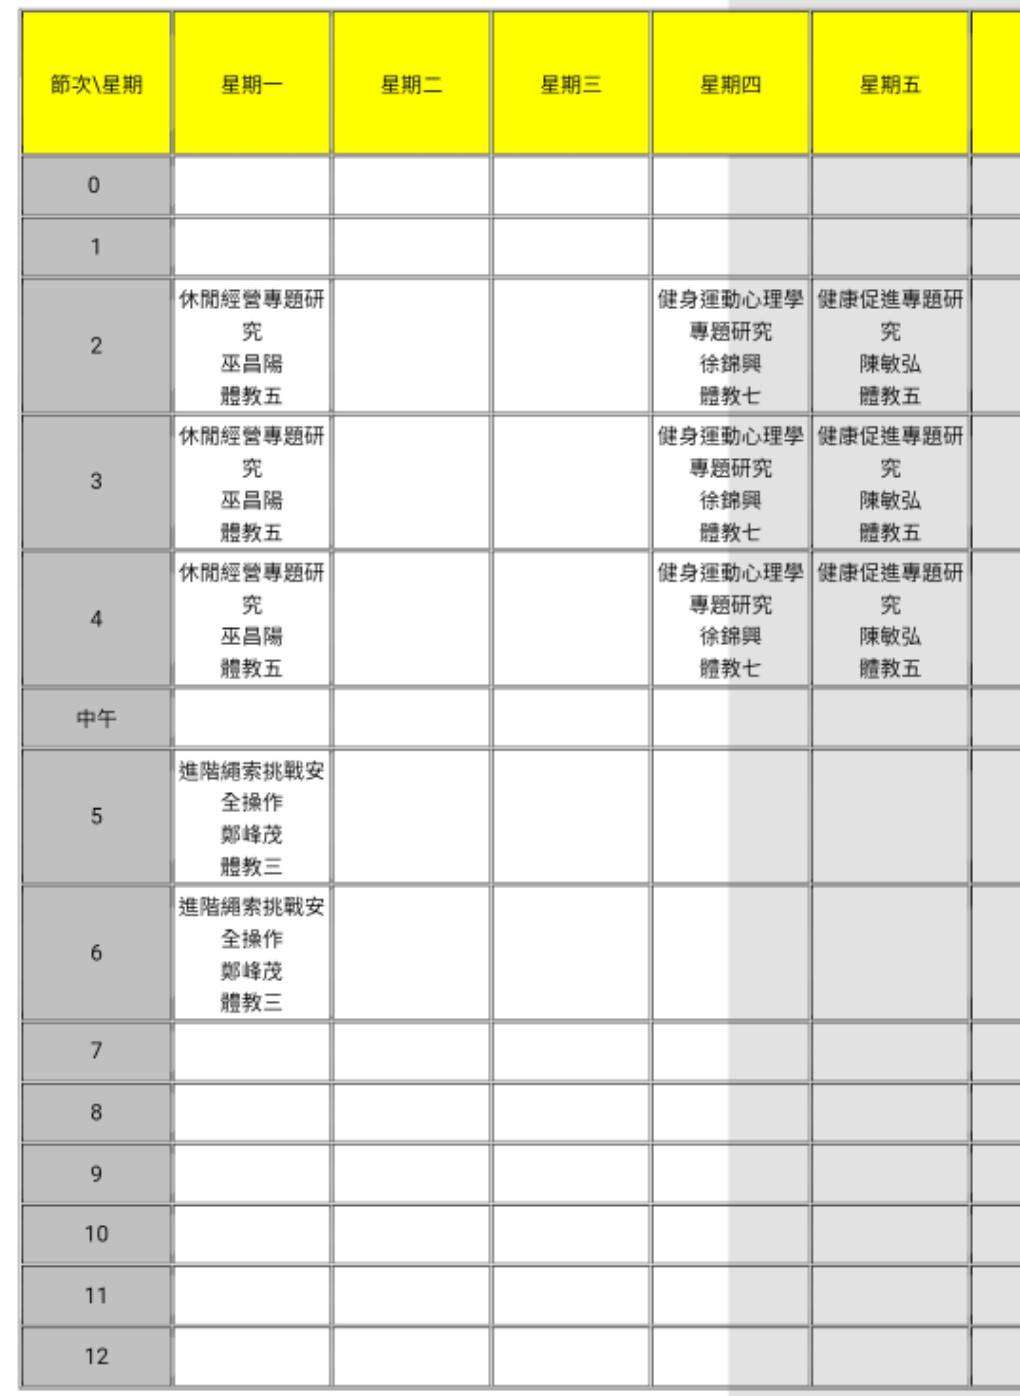 節次\星期 星期一 星期二 星期三 星期四 星期五
0
1
2
休閒經營專題研
究
巫昌陽
體教五
健身運動心理學
專題研究
徐錦興
體教七
健康促進專題研
究
陳敏弘
體教五
3
休閒經營專題研
究
巫昌陽
體教五
健身運動心理學
專題研究
徐錦興
體教七
健康促進專題研
究
陳敏弘
體教五
4
休閒經營專題研
究
巫昌陽
體教五
健身運動心理學
專題研究
徐錦興
體教七
健康促進專題研
究
陳敏弘
體教五
中午
5
進階繩索挑戰安
全操作
鄭峰茂
體教三
6
進階繩索挑戰安
全操作
鄭峰茂
體教三
7
8
9
10
11
12